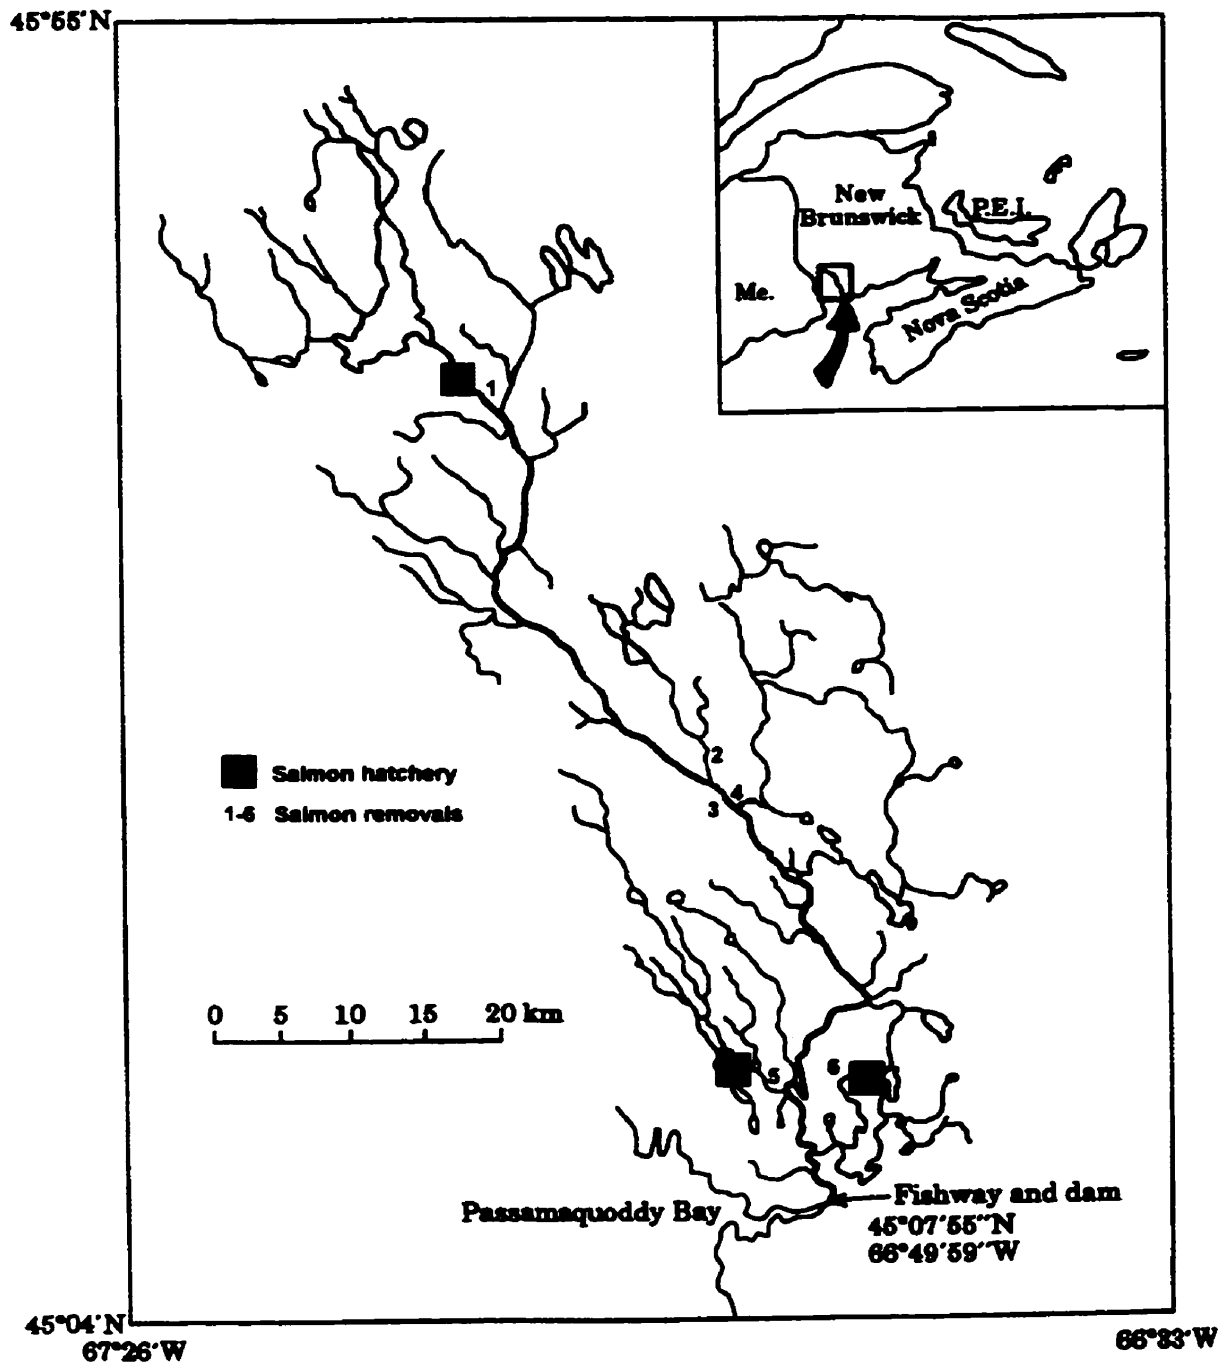 45°55′N
New
Brunswick
P.E.I.
Me.
Nova Scotia
1
2
4
3
Salmon hatchery
1-6 Salmon removals
0 5 10 15 20 km
5
6
Fishway and dam
Passamaquoddy Bay
45°07′55″N
66°49′59″W
45°04′N
67°26′W
66°33′W